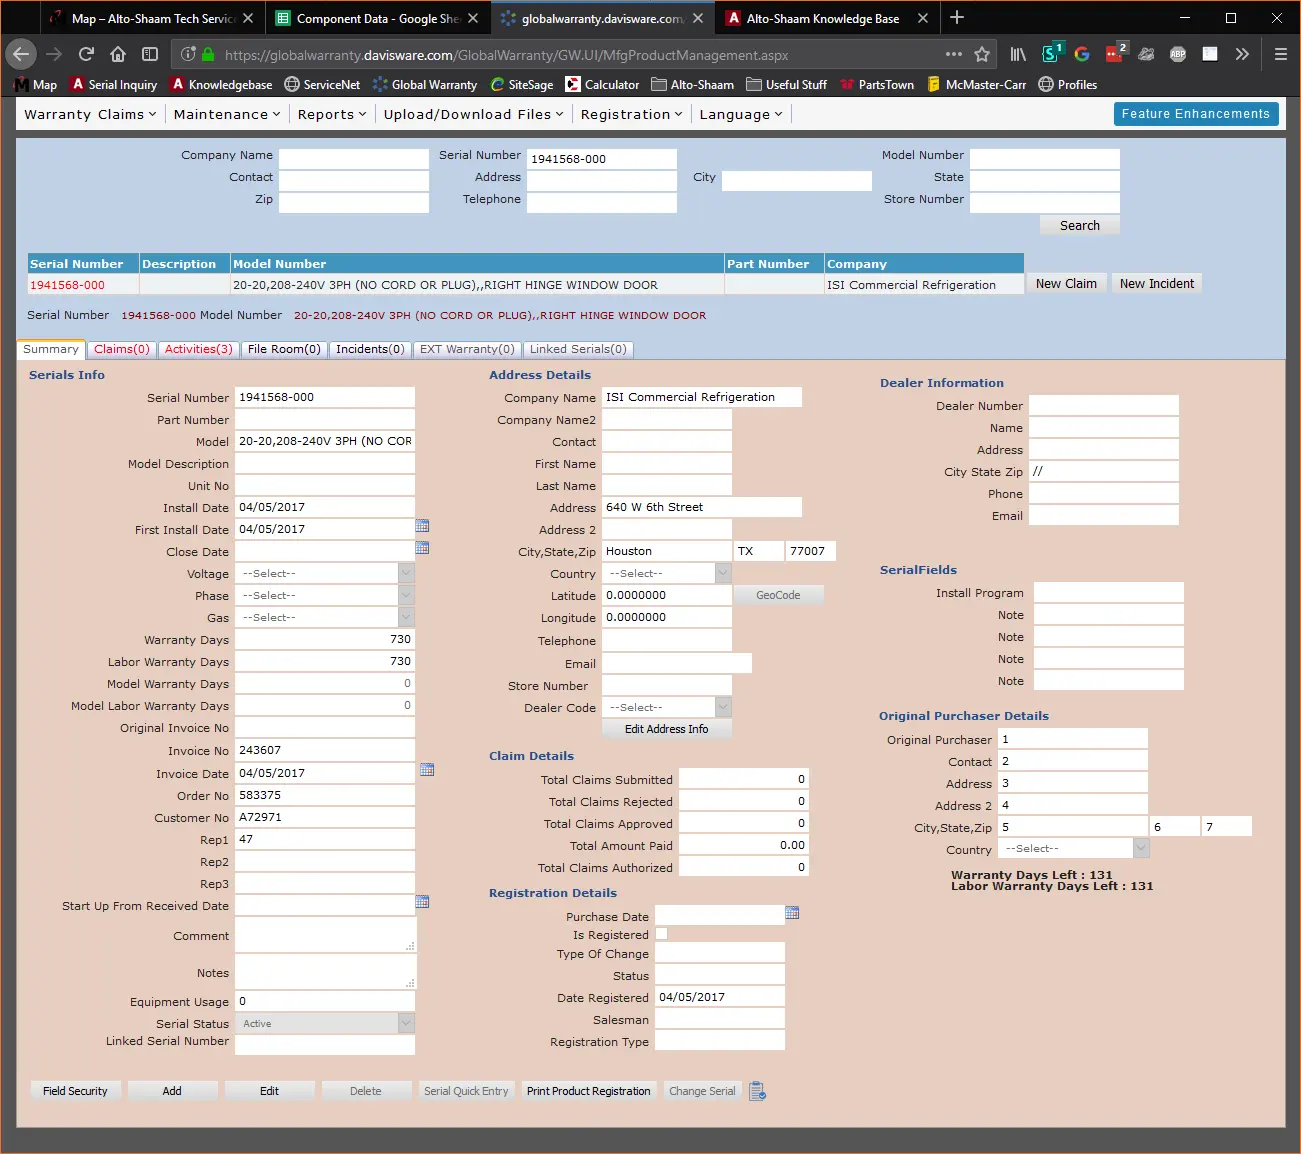 Map – Alto-Shaam Tech Servic
Component Data - Google She
globalwarranty.davisware.com/
Alto-Shaam Knowledge Base
https://globalwarranty.davisware.com/GlobalWarranty/GW.UI/MfgProductManagement.aspx
1
2
ABP
Map
Serial Inquiry
Knowledgebase
ServiceNet
Global Warranty
SiteSage
Calculator
Alto-Shaam
Useful Stuff
PartsTown
McMaster-Carr
Profiles
Warranty Claims
Maintenance
Reports
Upload/Download Files
Registration
Language
Feature Enhancements
Company Name
Serial Number 1941568-000
Model Number
Contact
Address
City
State
Zip
Telephone
Store Number
Search
Serial Number Description Model Number Part Number Company
1941568-000 20-20,208-240V 3PH (NO CORD OR PLUG),,RIGHT HINGE WINDOW DOOR ISI Commercial Refrigeration New Claim New Incident
Serial Number 1941568-000 Model Number 20-20,208-240V 3PH (NO CORD OR PLUG),,RIGHT HINGE WINDOW DOOR
Summary Claims(0) Activities(3) File Room(0) Incidents(0) EXT Warranty(0) Linked Serials(0)
Serials Info
Serial Number 1941568-000
Part Number
Model 20-20,208-240V 3PH (NO COR
Model Description
Unit No
Install Date 04/05/2017
First Install Date 04/05/2017
Close Date
Voltage --Select--
Phase --Select--
Gas --Select--
Warranty Days 730
Labor Warranty Days 730
Model Warranty Days 0
Model Labor Warranty Days 0
Original Invoice No
Invoice No 243607
Invoice Date 04/05/2017
Order No 583375
Customer No A72971
Rep1 47
Rep2
Rep3
Start Up From Received Date
Comment
Notes
Equipment Usage 0
Serial Status Active
Linked Serial Number
Address Details
Company Name ISI Commercial Refrigeration
Company Name2
Contact
First Name
Last Name
Address 640 W 6th Street
Address 2
City,State,Zip Houston TX 77007
Country --Select--
Latitude 0.0000000 GeoCode
Longitude 0.0000000
Telephone
Email
Store Number
Dealer Code --Select--
Edit Address Info
Claim Details
Total Claims Submitted 0
Total Claims Rejected 0
Total Claims Approved 0
Total Amount Paid 0.00
Total Claims Authorized 0
Registration Details
Purchase Date
Is Registered
Type Of Change
Status
Date Registered 04/05/2017
Salesman
Registration Type
Dealer Information
Dealer Number
Name
Address
City State Zip //
Phone
Email
SerialFields
Install Program
Note
Note
Note
Note
Original Purchaser Details
Original Purchaser 1
Contact 2
Address 3
Address 2 4
City,State,Zip 5 6 7
Country --Select--
Warranty Days Left : 131
Labor Warranty Days Left : 131
Field Security Add Edit Delete Serial Quick Entry Print Product Registration Change Serial